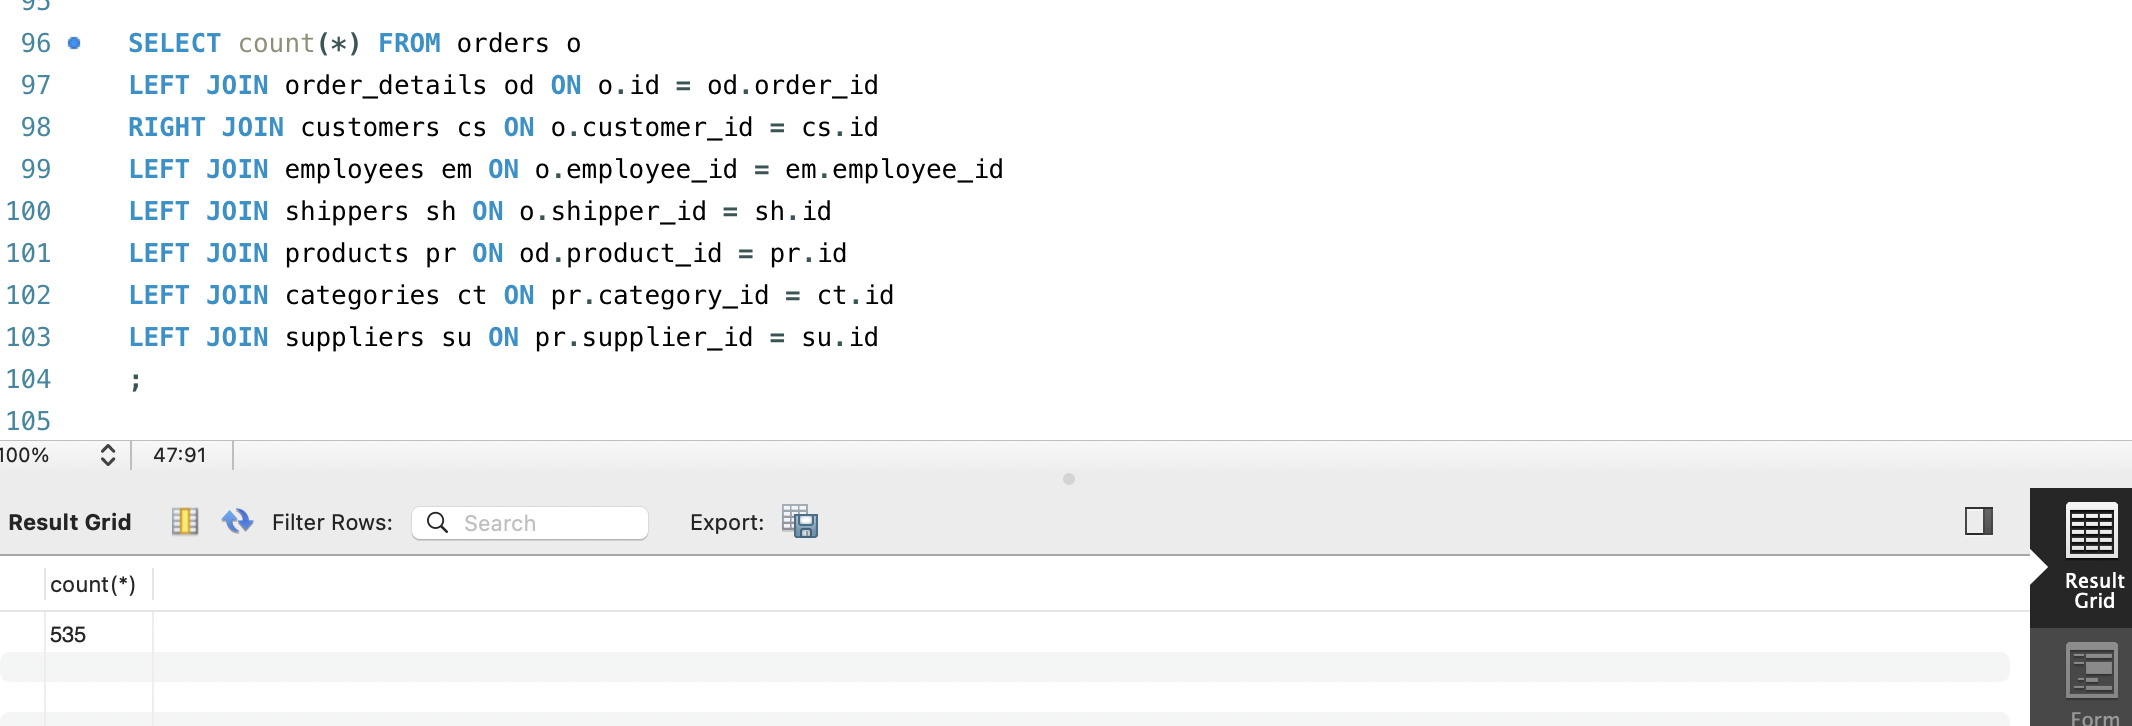 95
96 SELECT count(*) FROM orders o
97 LEFT JOIN order_details od ON o.id = od.order_id
98 RIGHT JOIN customers cs ON o.customer_id = cs.id
99 LEFT JOIN employees em ON o.employee_id = em.employee_id
100 LEFT JOIN shippers sh ON o.shipper_id = sh.id
101 LEFT JOIN products pr ON od.product_id = pr.id
102 LEFT JOIN categories ct ON pr.category_id = ct.id
103 LEFT JOIN suppliers su ON pr.supplier_id = su.id
104 ;
105
100% 47:91
Result Grid Filter Rows: Search Export:
Result
Grid
count(*)
535
Form